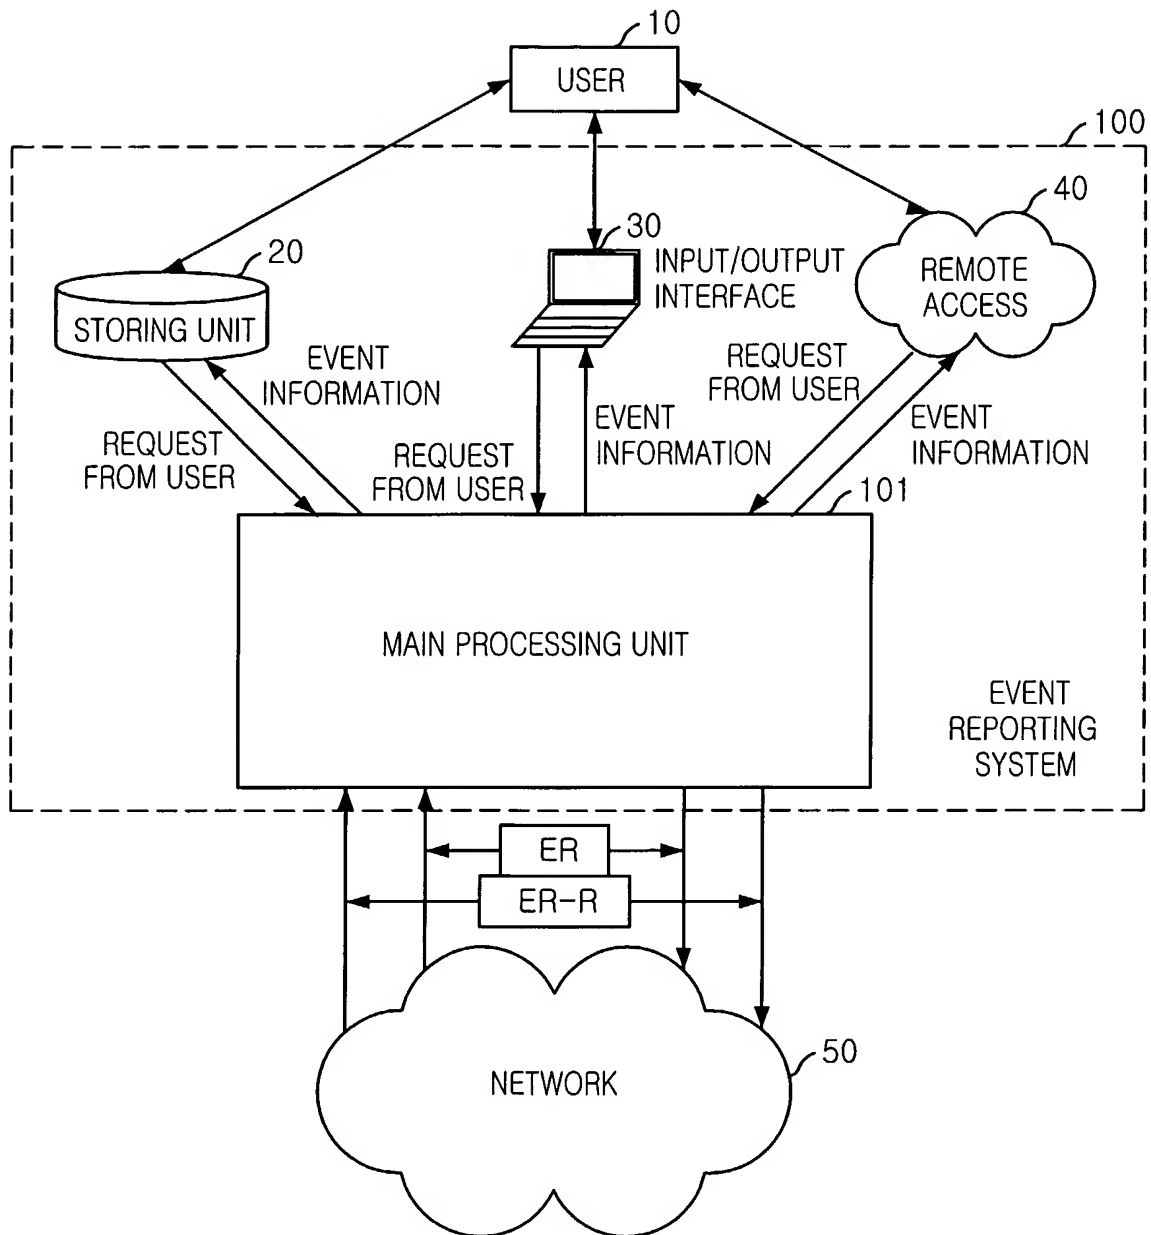 10
USER
100
40
20
30
INPUT/OUTPUT
INTERFACE
REMOTE
ACCESS
STORING UNIT
EVENT
INFORMATION
REQUEST
FROM USER
REQUEST
FROM USER
EVENT
INFORMATION
REQUEST
FROM USER
EVENT
INFORMATION
101
MAIN PROCESSING UNIT
EVENT
REPORTING
SYSTEM
ER
ER-R
50
NETWORK